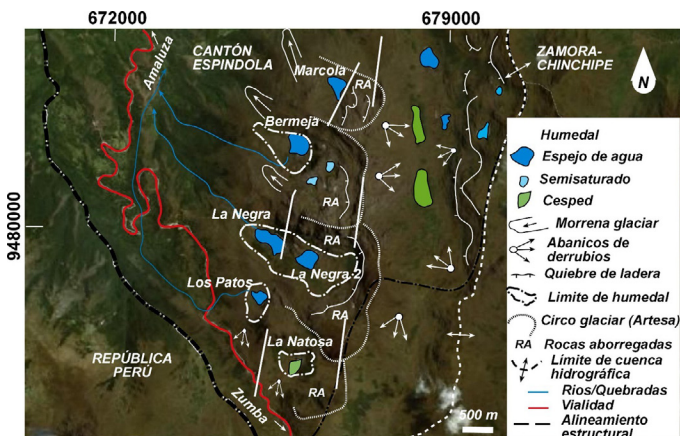 672000
679000
9480000
Amaluza
CANTÓN
ESPINDOLA
Marcola
RA
ZAMORA-
CHINCHIPE
N
Bermeja
RA
La Negra
RA
La Negra 2
Los Patos
RA
La Natosa
RA
REPÚBLICA
PERÚ
Zumba
500 m
Humedal
Espejo de agua
Semisaturado
Cesped
Morrena glaciar
Abanicos de
derrubios
Quiebre de ladera
Limite de humedal
Circo glaciar (Artesa)
RA Rocas aborregadas
Límite de cuenca
hidrográfica
Rios/Quebradas
Vialidad
Alineamiento
estructural